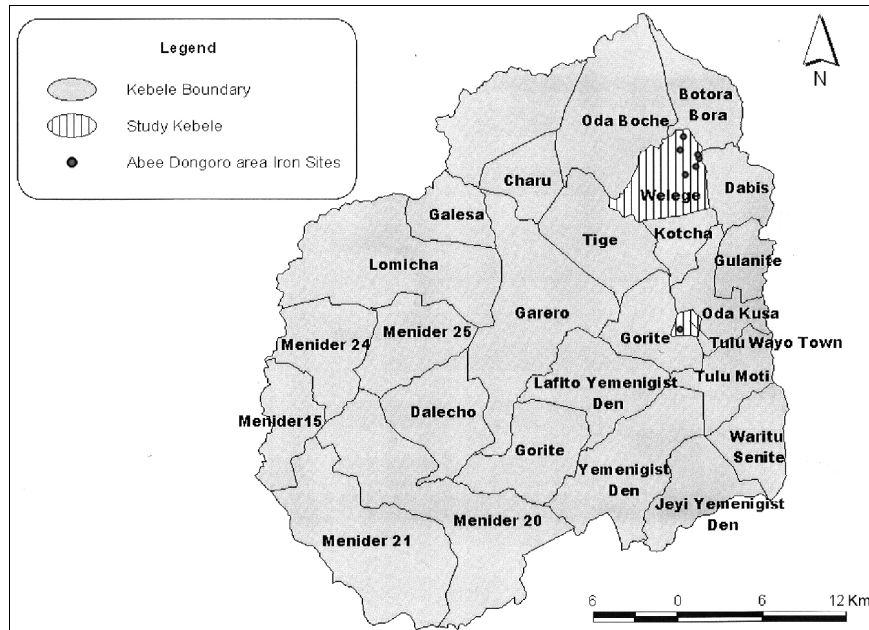 Legend
Kebele Boundary
Study Kebele
Abee Dongoro area Iron Sites
N
Botora
Bora
Oda Boche
Charu
Welege
Dabis
Galesa
Tige
Kotcha
Lomicha
Gulanite
Garero
Oda Kusa
Menider 24
Menider 25
Gorite
Tulu Wayo Town
Lafito Yemenigist
Den
Tulu Moti
Menider15
Dalecho
Gorite
Waritu
Senite
Yemenigist
Den
Jeyi Yemenigist
Den
Menider 20
Menider 21
6 0 6 12 Km